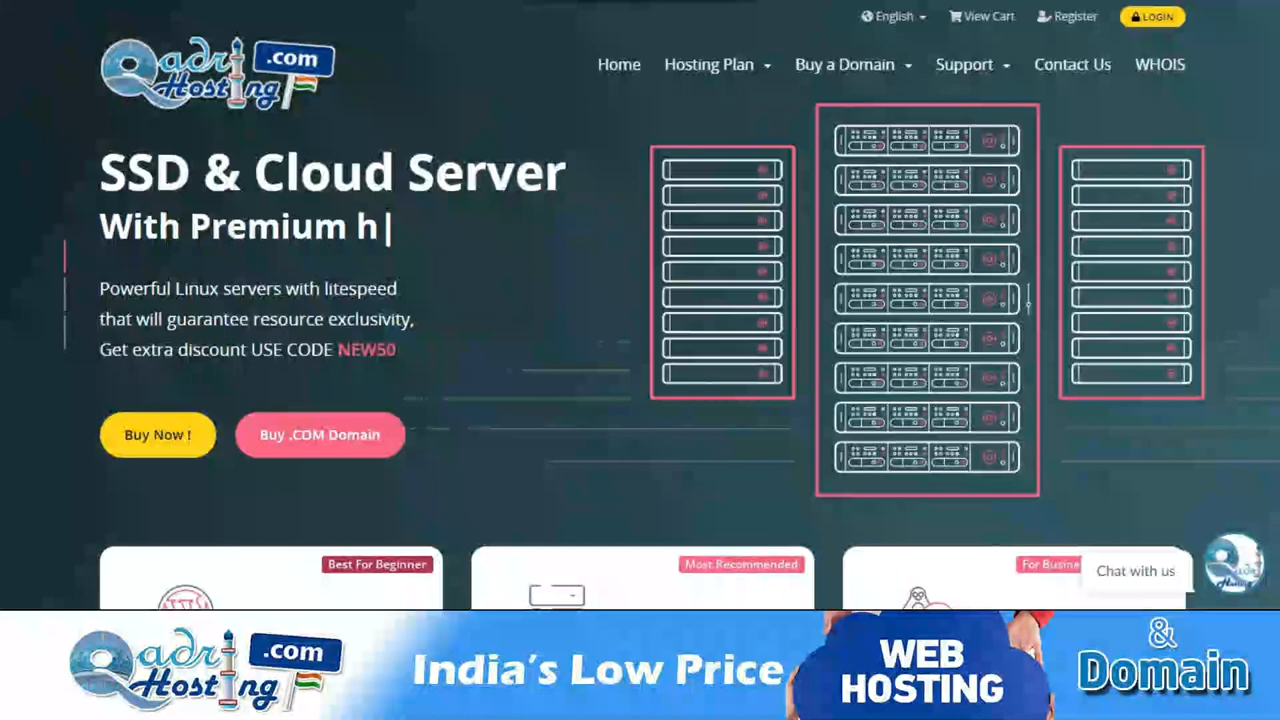 English
View Cart
Register
LOGIN
Qadri Hosting .com
Home
Hosting Plan
Buy a Domain
Support
Contact Us
WHOIS
SSD & Cloud Server
With Premium h|
Powerful Linux servers with litespeed
that will guarantee resource exclusivity,
Get extra discount USE CODE NEW50
Buy Now !
Buy .COM Domain
Best For Beginner
Most Recommended
For Busine
Chat with us
Qadri Hosting .com
India's Low Price
WEB
HOSTING
&
Domain